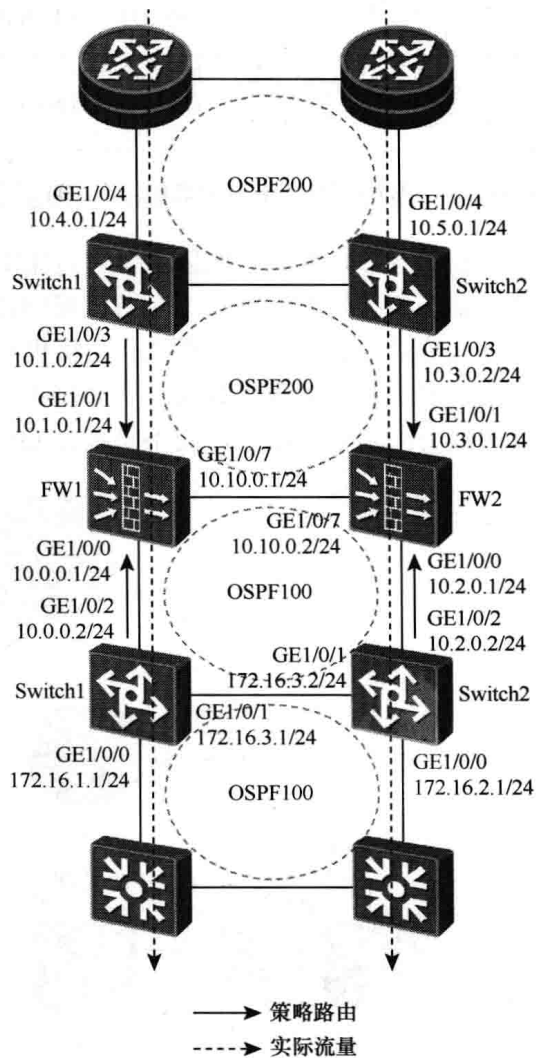 OSPF200
GE1/0/4
10.4.0.1/24
GE1/0/4
10.5.0.1/24
Switch1
Switch2
GE1/0/3
10.1.0.2/24
GE1/0/3
10.3.0.2/24
OSPF200
GE1/0/1
10.1.0.1/24
GE1/0/1
10.3.0.1/24
GE1/0/7
10.10.0.1/24
FW1
FW2
GE1/0/7
10.10.0.2/24
GE1/0/0
10.0.0.1/24
GE1/0/0
10.2.0.1/24
OSPF100
GE1/0/2
10.0.0.2/24
GE1/0/2
10.2.0.2/24
GE1/0/1
172.16.3.2/24
Switch1
Switch2
GE1/0/1
172.16.3.1/24
GE1/0/0
172.16.1.1/24
GE1/0/0
172.16.2.1/24
OSPF100
策略路由
实际流量